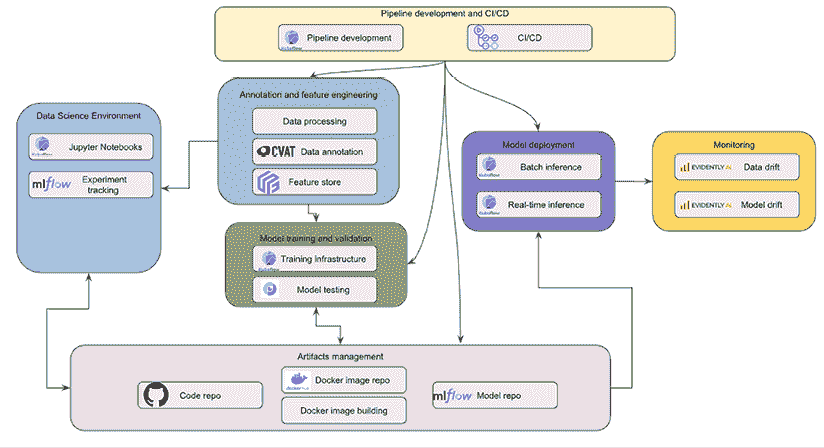 Pipeline development and CI/CD
Kubeflow
Pipeline development
CI/CD
Annotation and feature engineering
Data processing
CVAT
Data annotation
Feature store
Data Science Environment
Kubeflow
Jupyter Notebooks
mlflow
Experiment
tracking
Model deployment
Kubeflow
Batch inference
Kubeflow
Real-time inference
Monitoring
EVIDENTLY AI
Data drift
EVIDENTLY AI
Model drift
Model training and validation
Kubeflow
Training Infrastructure
Model testing
Artifacts management
Code repo
docker hub
Docker image repo
Docker image building
mlflow
Model repo